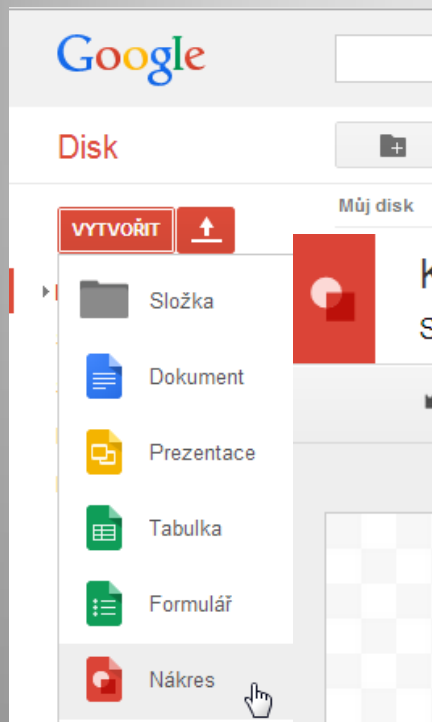 Google
Disk
VYTVOŘIT
Můj disk
Složka
Dokument
Prezentace
Tabulka
Formulář
Nákres